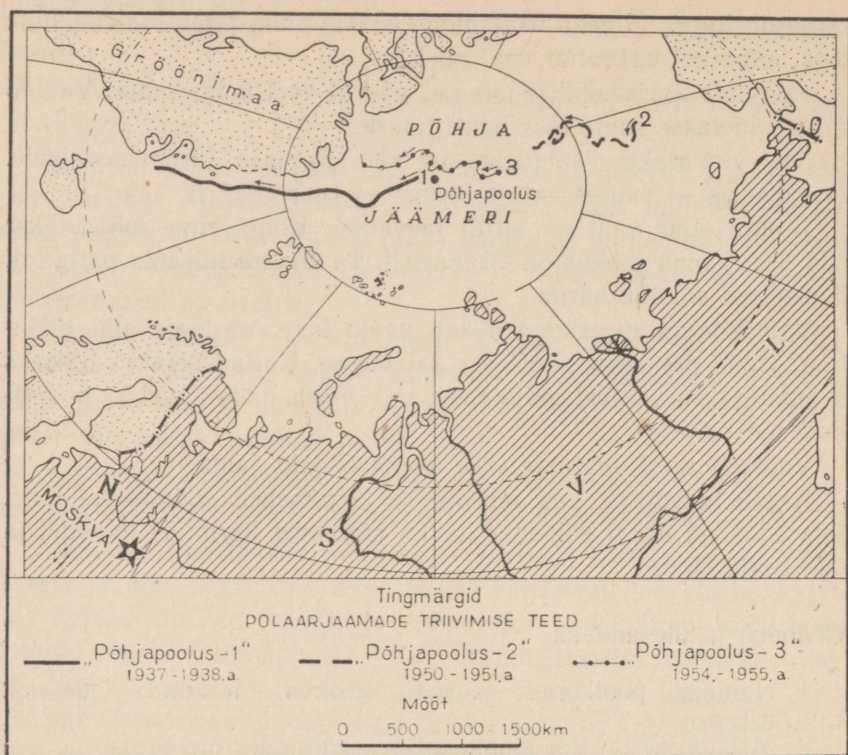 Gröönimaa
PÕHJA
2
1
3
Põhjapoolus
JÄÄMERI
N
S
V
L
MOSKVA
Tingmärgid
POLAARJAAMADE TRIIVIMISE TEED
„Põhjapoolus-1“ „Põhjapoolus-2“ „Põhjapoolus-3“
1937.-1938.a. 1950-1951.a. 1954.-1955.a.
Mõõt
0 500 1000 1500km